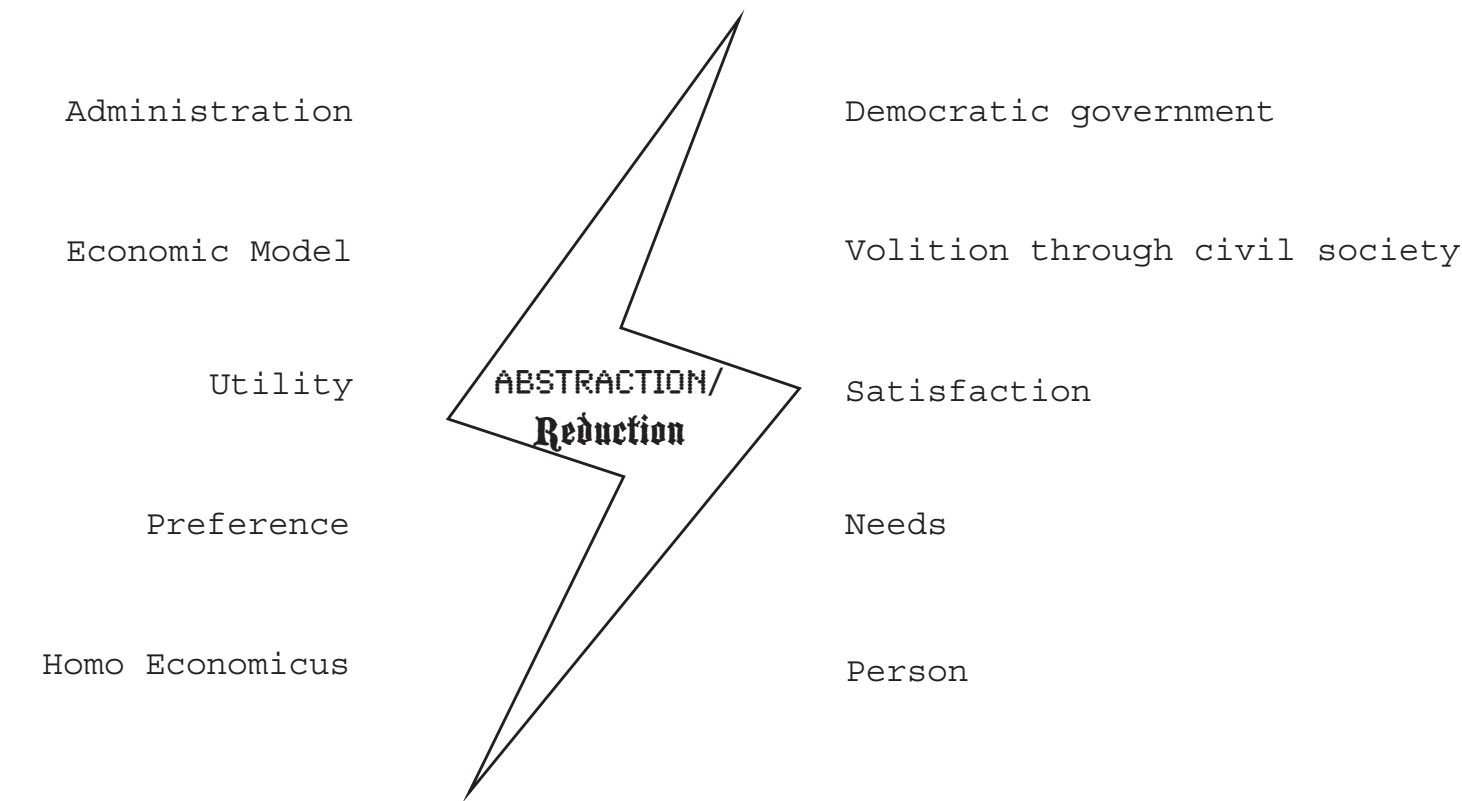 Administration
Democratic government
Economic Model
Volition through civil society
Utility
ABSTRACTION/
Reduction
Satisfaction
Preference
Needs
Homo Economicus
Person